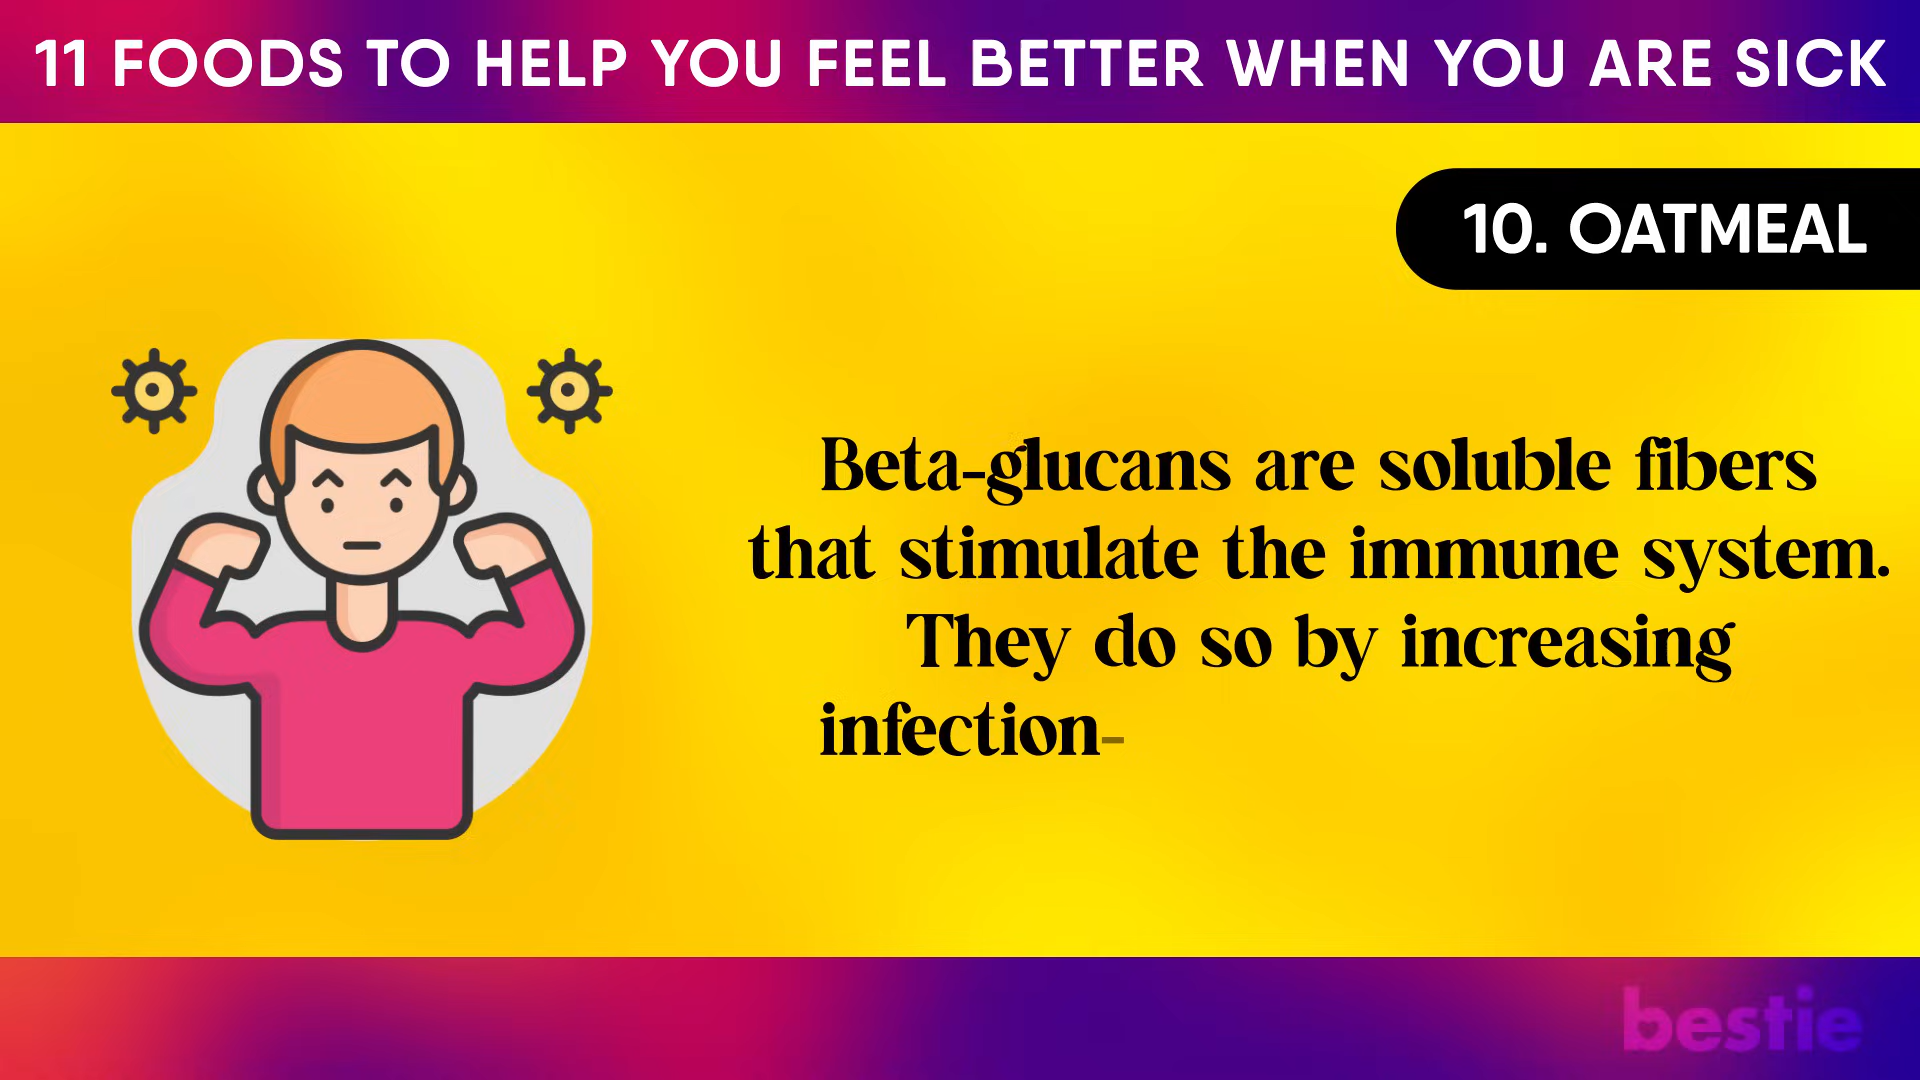 11 FOODS TO HELP YOU FEEL BETTER WHEN YOU ARE SICK
10. OATMEAL
Beta-glucans are soluble fibers
that stimulate the immune system.
They do so by increasing
infection-
bestie